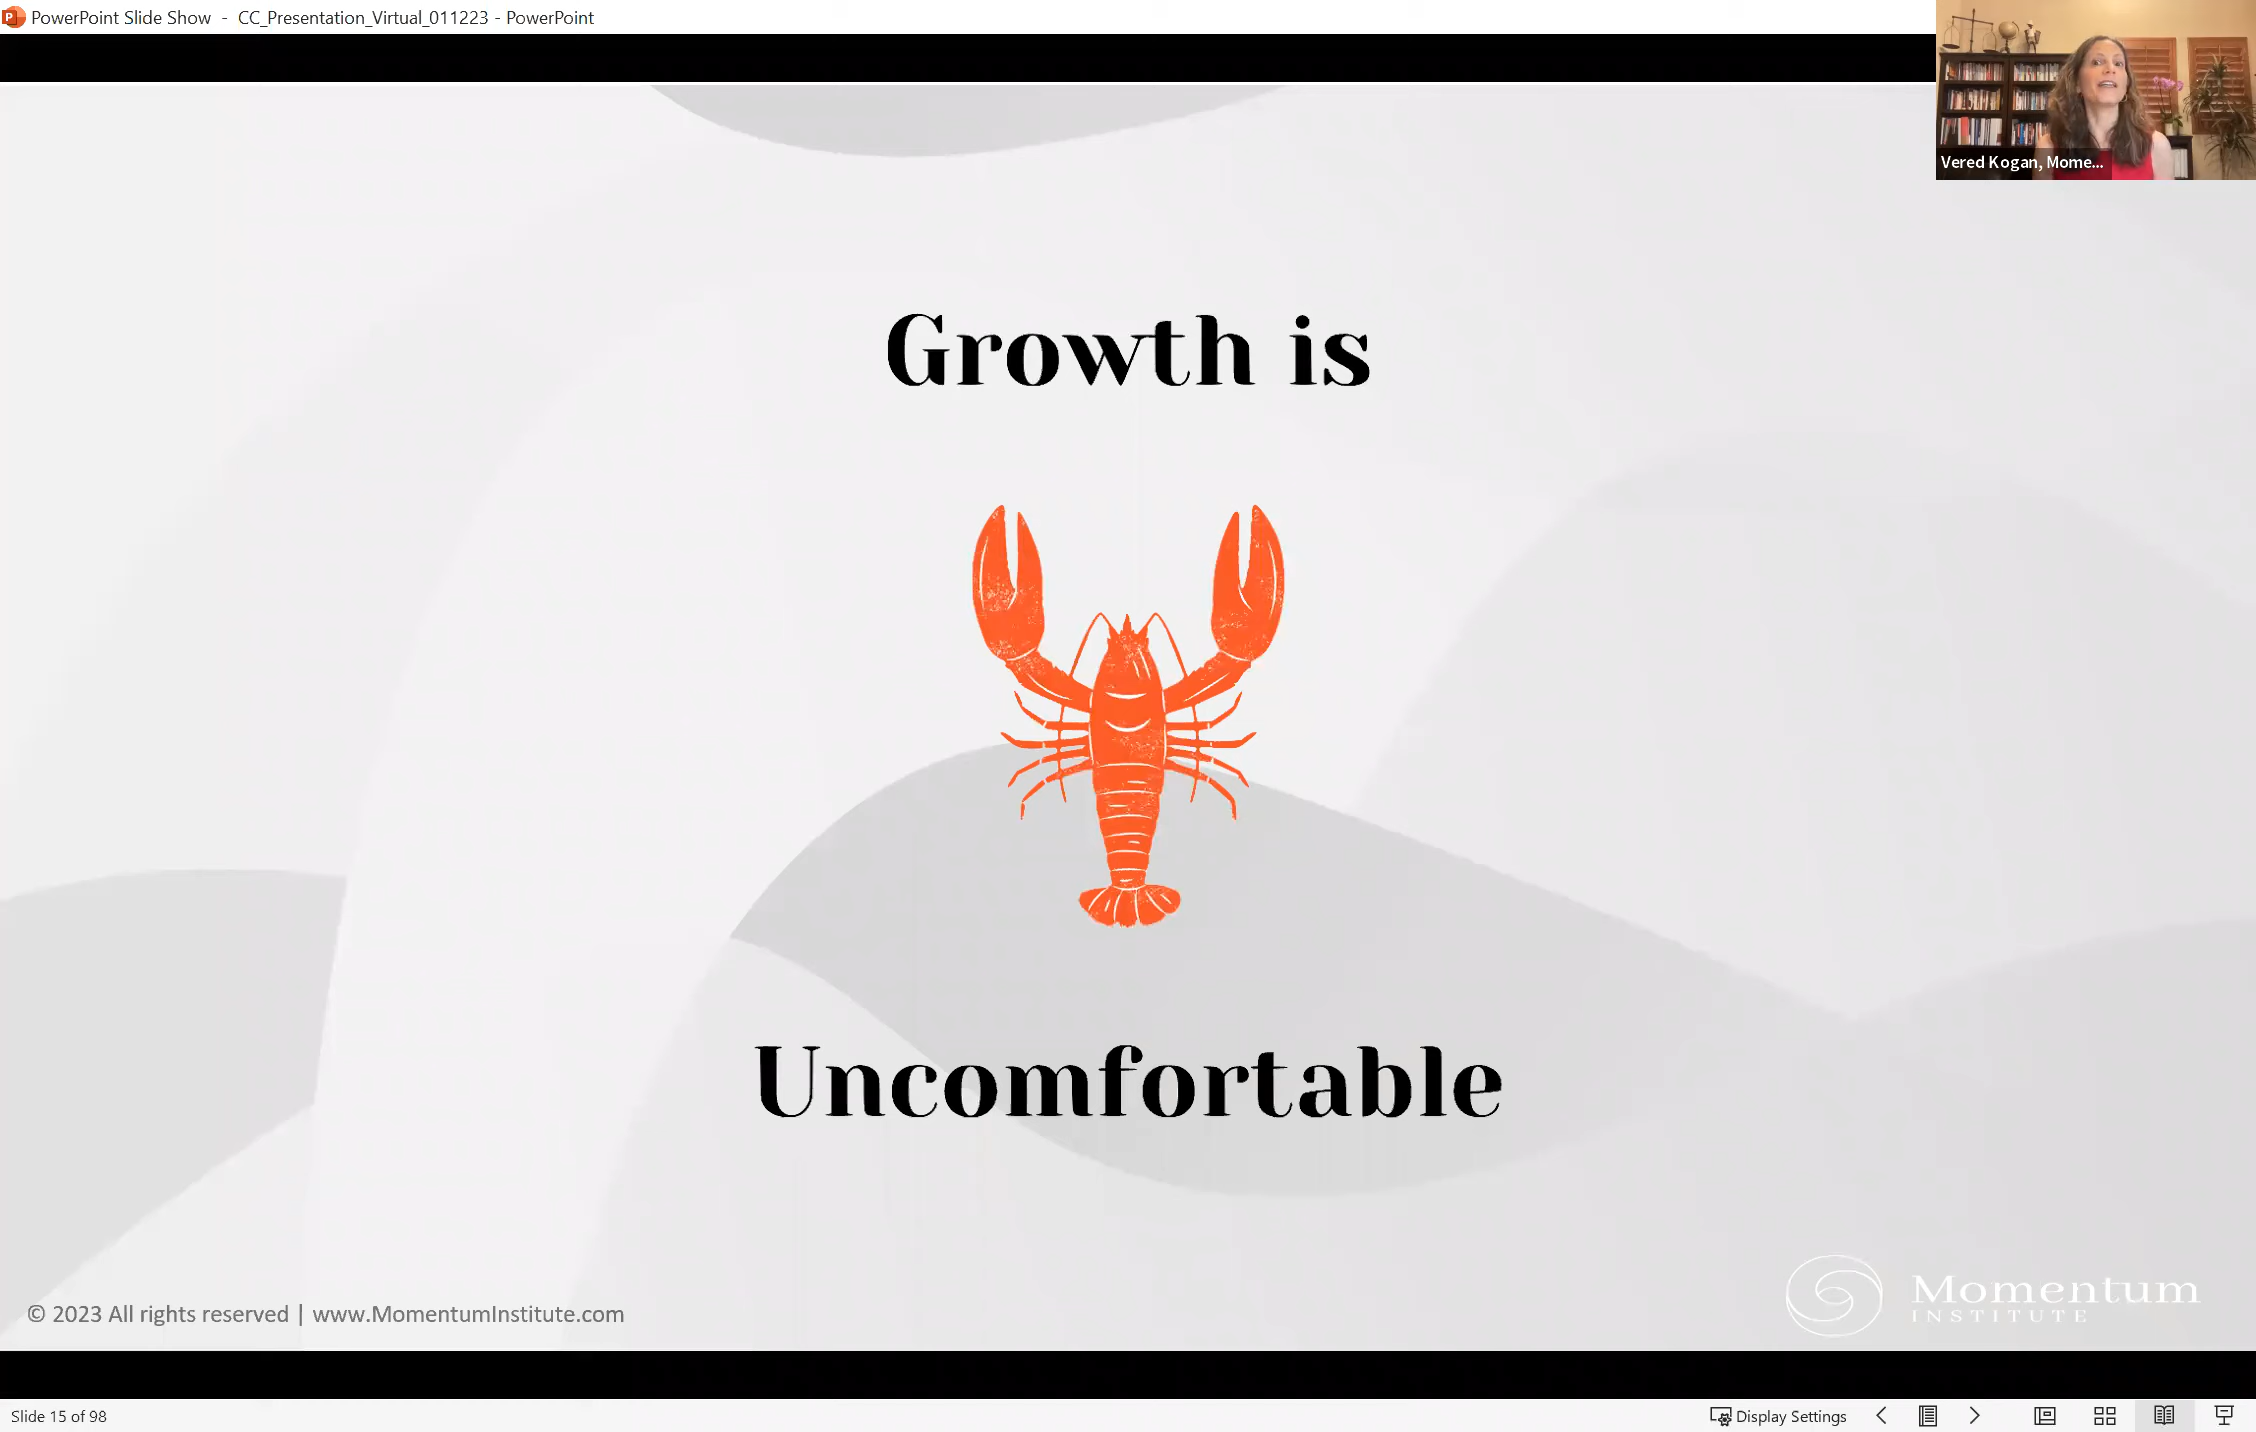 PowerPoint Slide Show - CC_Presentation_Virtual_011223 - PowerPoint
Vered Kogan, Mome...
Growth is
Uncomfortable
© 2023 All rights reserved | www.MomentumInstitute.com
Momentum
INSTITUTE
Slide 15 of 98
Display Settings